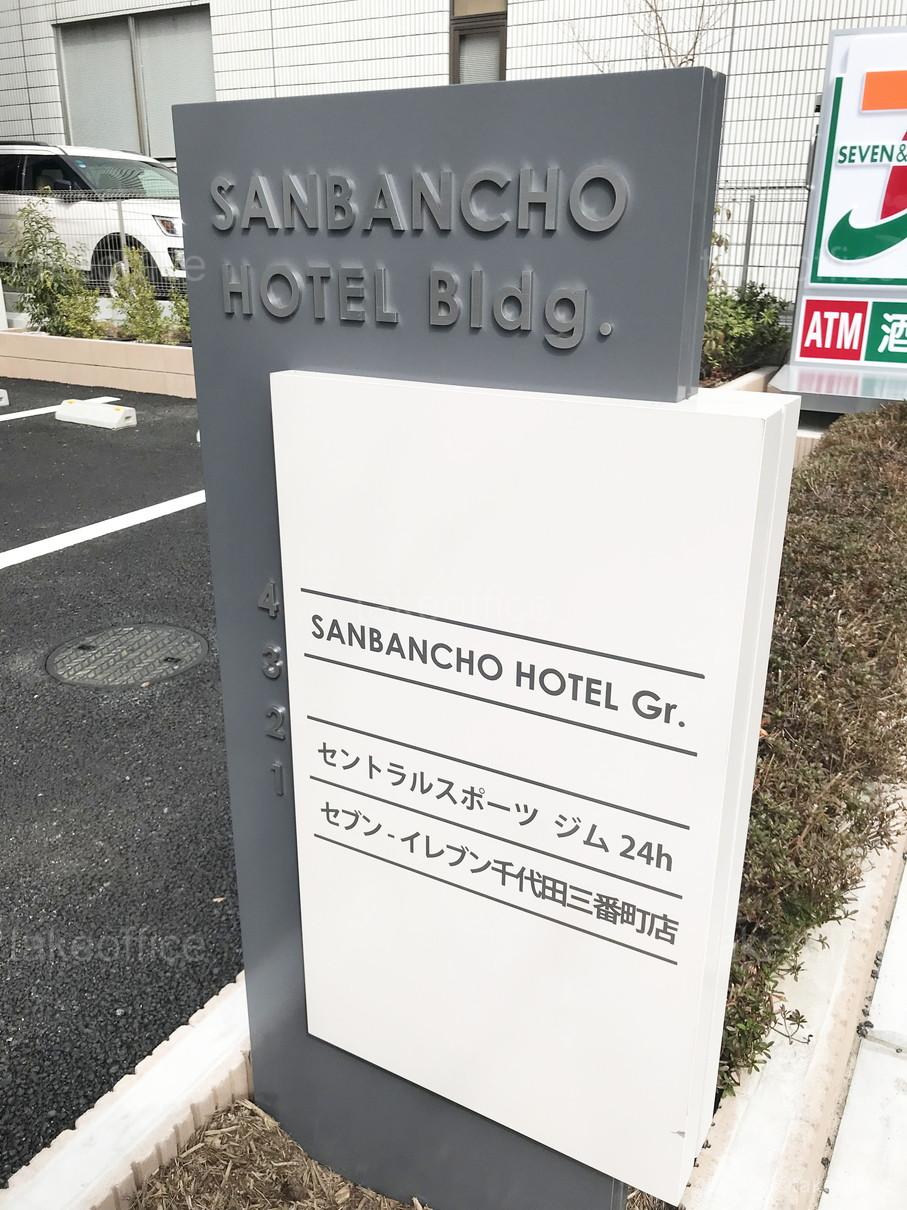 SANBANCHO
HOTEL Bldg.
SEVEN &
ATM
酒
4
SANBANCHO HOTEL Gr.
3
2
セントラルスポーツ ジム 24h
1
セブン-イレブン千代田三番町店
takeoffice
takeoffice